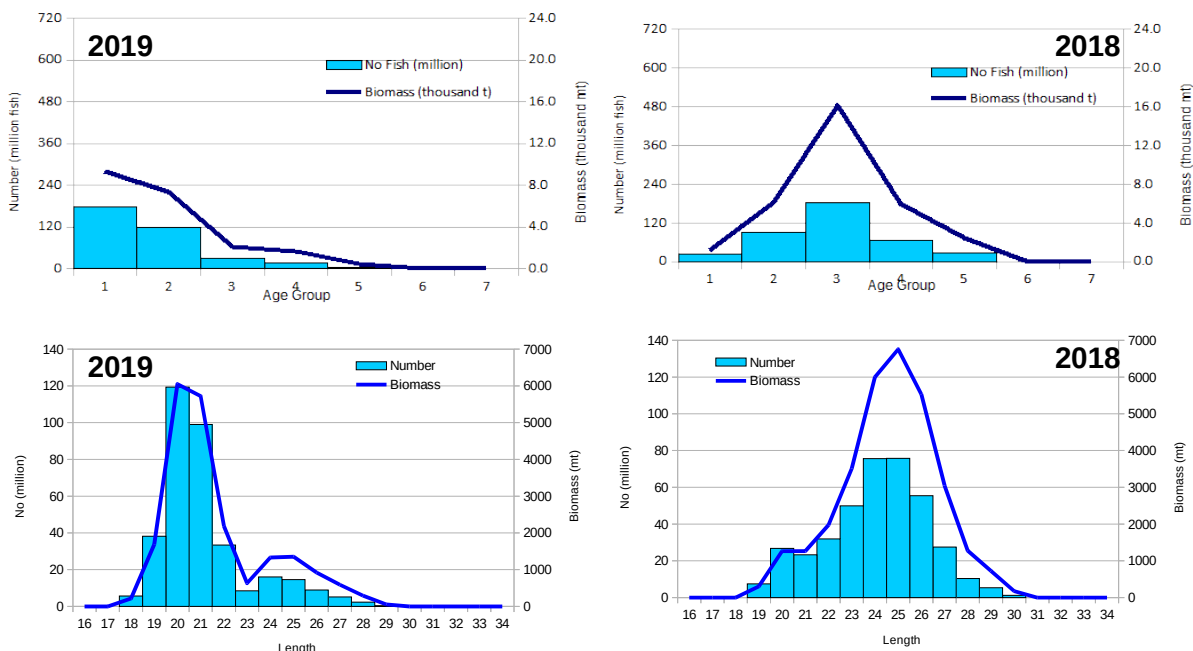 2019
720
600
480
360
240
120
0
Number (million fish)
24.0
20.0
16.0
12.0
8.0
4.0
0.0
Biomass (thousand mt)
No Fish (million)
Biomass (thousand t)
1 2 3 4 5 6 7
Age Group
2018
720
600
480
360
240
120
0
Number (million fish)
24.0
20.0
16.0
12.0
8.0
4.0
0.0
Biomass (thousand mt)
No Fish (million)
Biomass (thousand t)
1 2 3 4 5 6 7
Age Group
2019
140
120
100
80
60
40
20
0
No (million)
7000
6000
5000
4000
3000
2000
1000
0
Biomass (mt)
Number
Biomass
16 17 18 19 20 21 22 23 24 25 26 27 28 29 30 31 32 33 34
Length
2018
140
120
100
80
60
40
20
0
No (million)
7000
6000
5000
4000
3000
2000
1000
0
Biomass (mt)
Number
Biomass
16 17 18 19 20 21 22 23 24 25 26 27 28 29 30 31 32 33 34
Length